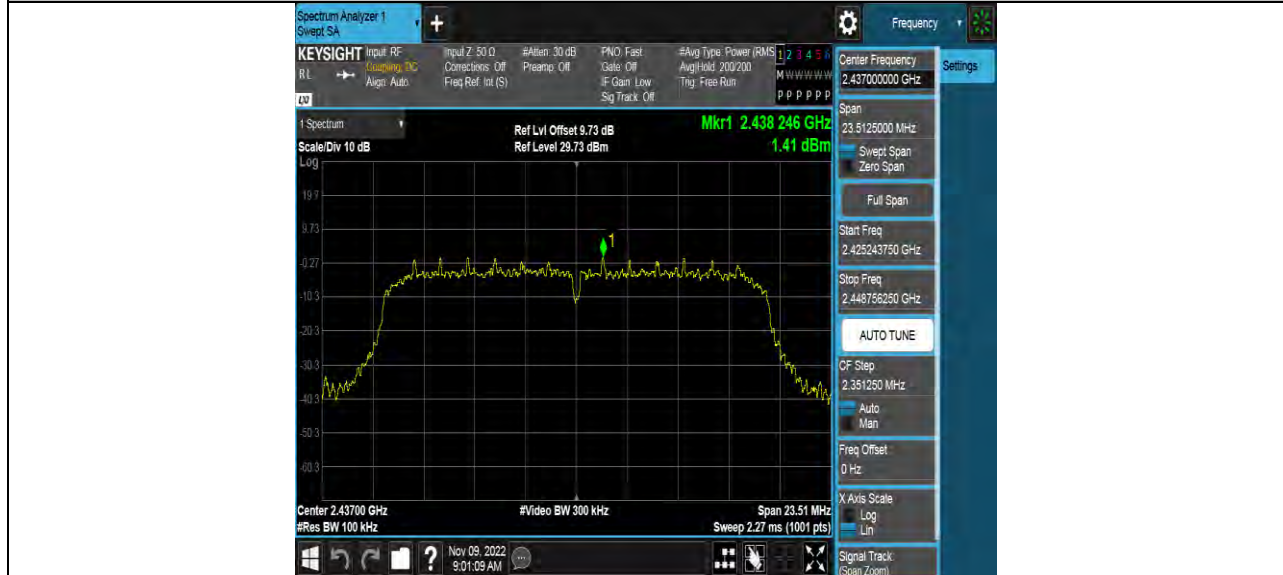 Spectrum Analyzer 1
Swept SA
+
Frequency
KEYSIGHT
RL
Input: RF
Coupling: DC
Align: Auto
Input Z: 50 Ω
Corrections: Off
Freq Ref: Int (S)
#Atten: 30 dB
Preamp: Off
PNO: Fast
Gate: Off
IF Gain: Low
Sig Track: Off
#Avg Type: Power (RMS
Avg|Hold: 200/200
Trig: Free Run
1 2 3 4 5 6
M W W W W W
P P P P P P
1 Spectrum
Scale/Div 10 dB
Ref Lvl Offset 9.73 dB
Ref Level 29.73 dBm
Mkr1 2.438 246 GHz
1.41 dBm
Log
19.7
9.73
-0.27
-10.3
-20.3
-30.3
-40.3
-50.3
-60.3
1
Center 2.43700 GHz
#Res BW 100 kHz
#Video BW 300 kHz
Span 23.51 MHz
Sweep 2.27 ms (1001 pts)
?
Nov 09, 2022
9:01:09 AM
Center Frequency
2.437000000 GHz
Settings
Span
23.5125000 MHz
Swept Span
Zero Span
Full Span
Start Freq
2.425243750 GHz
Stop Freq
2.448756250 GHz
AUTO TUNE
CF Step
2.351250 MHz
Auto
Man
Freq Offset
0 Hz
X Axis Scale
Log
Lin
Signal Track
(Span Zoom)